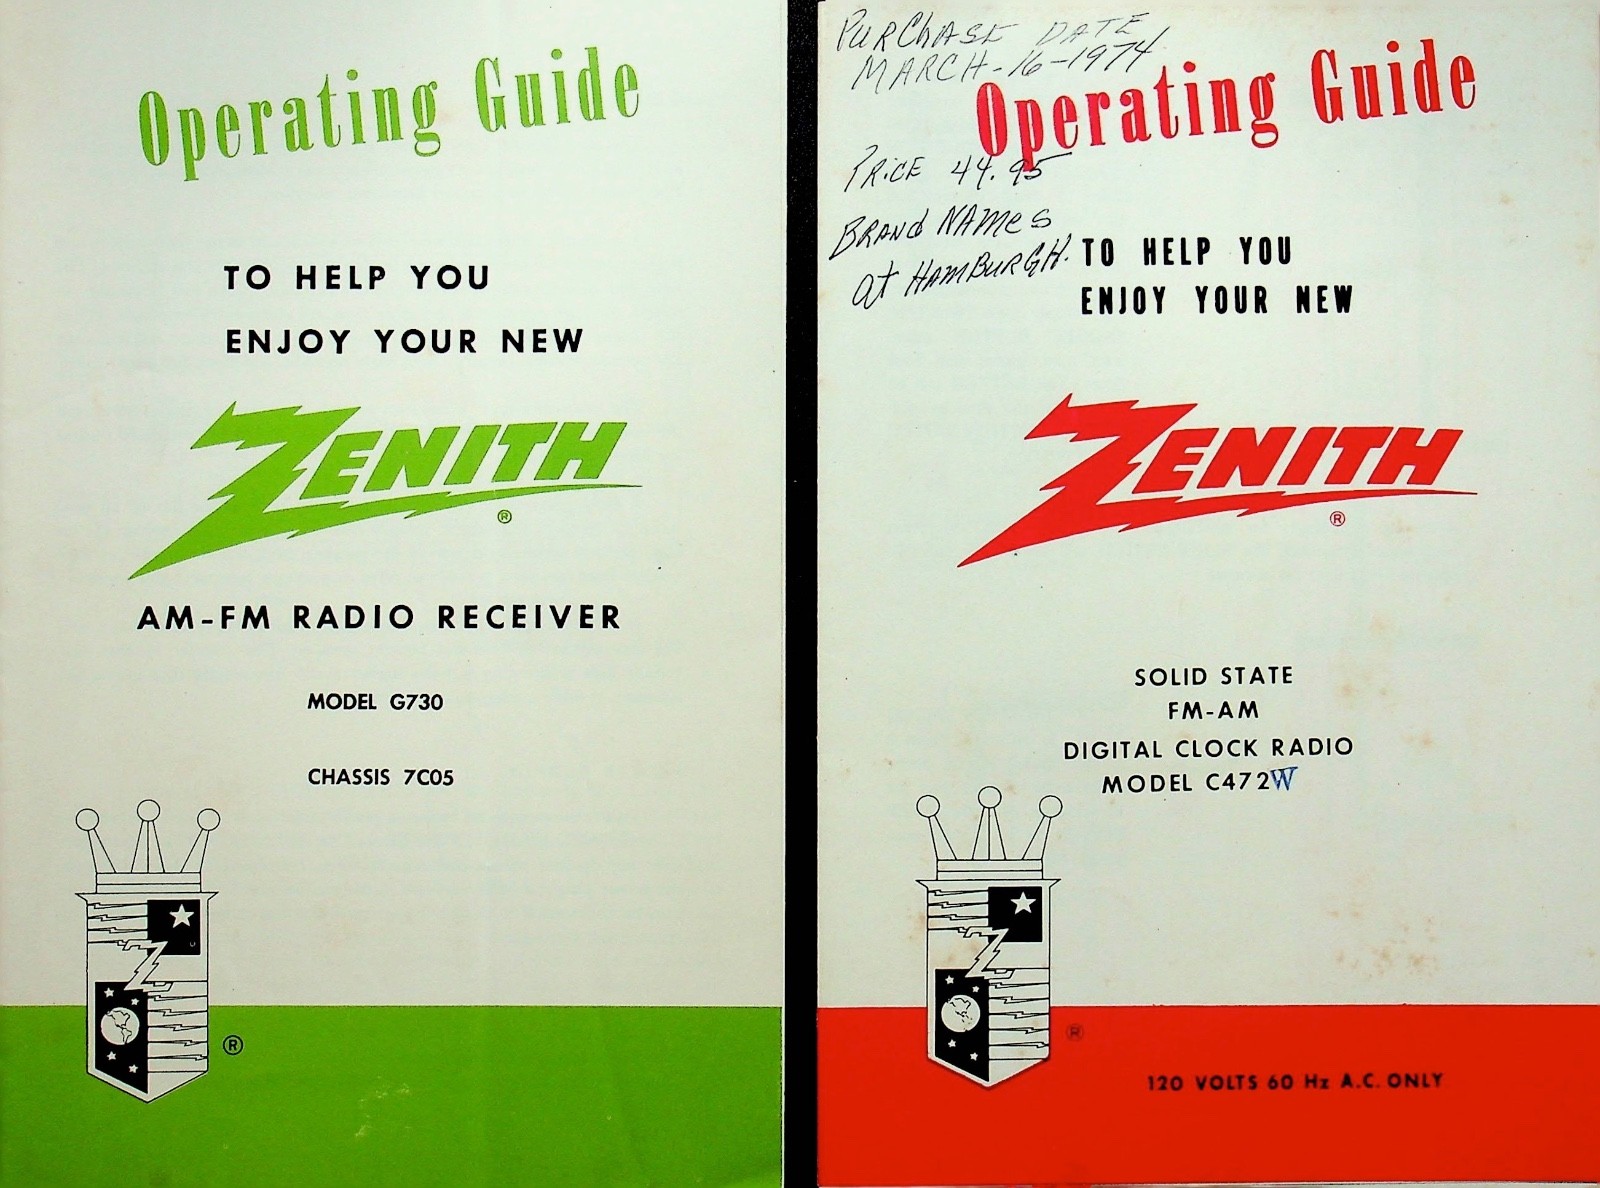 Operating Guide
TO HELP YOU
ENJOY YOUR NEW
ZENITH
®
AM-FM RADIO RECEIVER
MODEL G730
CHASSIS 7C05
®
PURCHASE DATE
MARCH-16-1974
Operating Guide
PRICE 44.95
BRAND NAMES
at HAMBURGH.
TO HELP YOU
ENJOY YOUR NEW
ZENITH
®
SOLID STATE
FM-AM
DIGITAL CLOCK RADIO
MODEL C472W
®
120 VOLTS 60 Hz A.C. ONLY